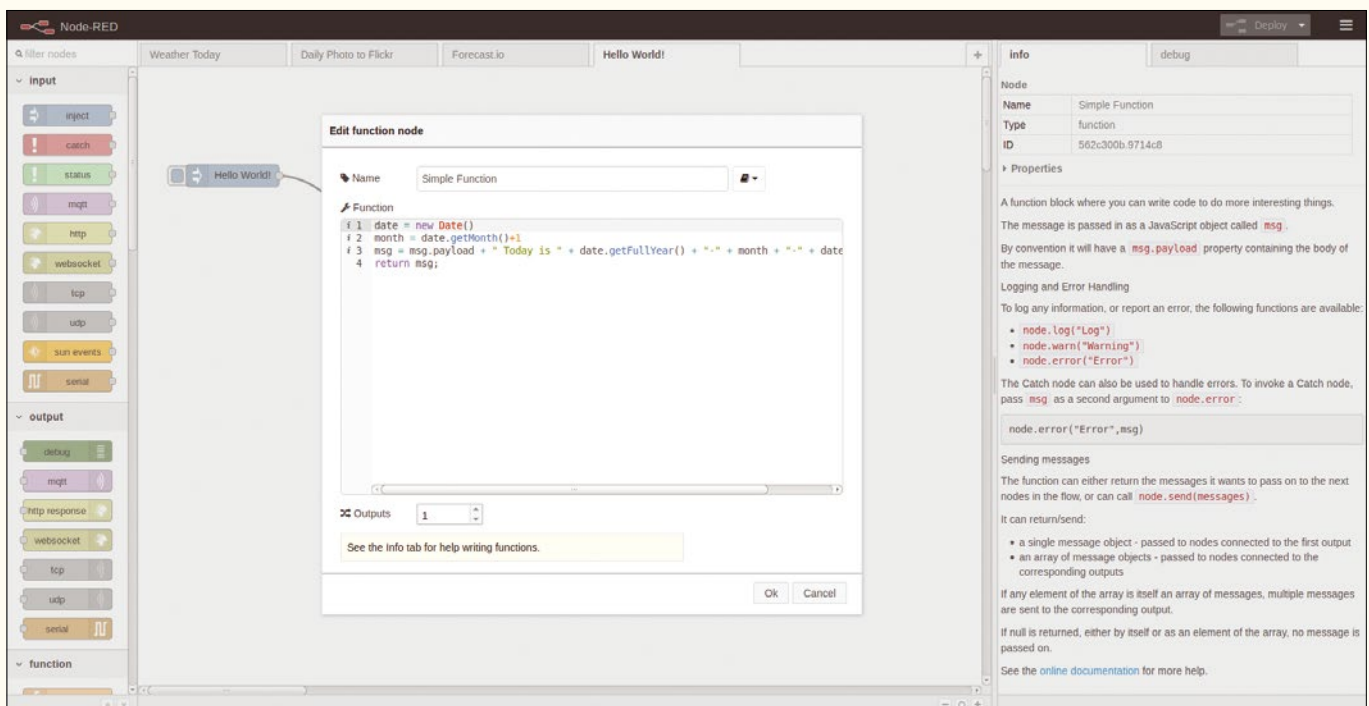 Node-RED
Deploy
filter nodes
Weather Today
Daily Photo to Flickr
Forecast.io
Hello World!
+
info
debug
input
inject
catch
status
mqtt
http
websocket
tcp
udp
sun events
serial
output
debug
mqtt
http response
websocket
tcp
udp
serial
function
Hello World!
Edit function node
Name
Simple Function
Function
i 1 date = new Date()
i 2 month = date.getMonth()+1
i 3 msg = msg.payload + " Today is " + date.getFullYear() + "-" + month + "-" + date
4 return msg;
Outputs
1
See the Info tab for help writing functions.
Ok
Cancel
Node
Name Simple Function
Type function
ID 562c300b.9714c8
Properties
A function block where you can write code to do more interesting things.
The message is passed in as a JavaScript object called msg .
By convention it will have a msg.payload property containing the body of
the message.
Logging and Error Handling
To log any information, or report an error, the following functions are available:
• node.log("Log")
• node.warn("Warning")
• node.error("Error")
The Catch node can also be used to handle errors. To invoke a Catch node,
pass msg as a second argument to node.error :
node.error("Error",msg)
Sending messages
The function can either return the messages it wants to pass on to the next
nodes in the flow, or can call node.send(messages) .
It can return/send:
• a single message object - passed to nodes connected to the first output
• an array of message objects - passed to nodes connected to the
corresponding outputs
If any element of the array is itself an array of messages, multiple messages
are sent to the corresponding output.
If null is returned, either by itself or as an element of the array, no message is
passed on.
See the online documentation for more help.